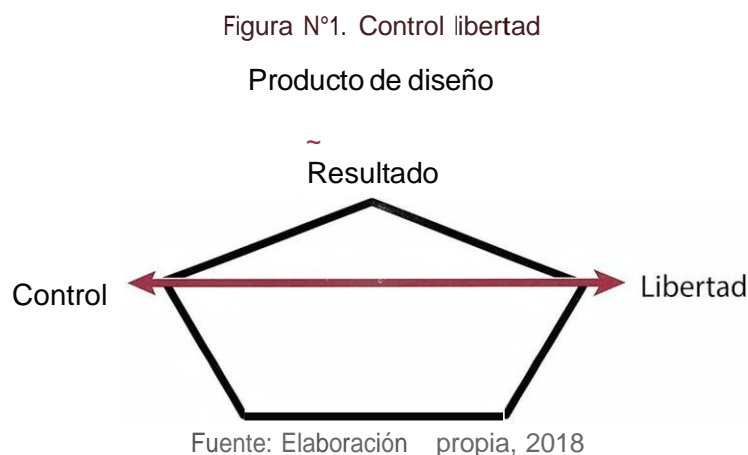 Figura N°1. Control libertad
Producto de diseño
~
Resultado
Control
Libertad
Fuente: Elaboración propia, 2018